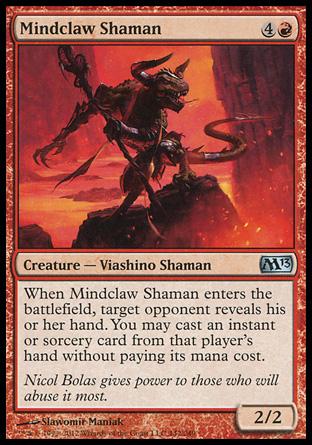 Mindclaw Shaman 4
Creature — Viashino Shaman M13
When Mindclaw Shaman enters the
battlefield, target opponent reveals his
or her hand. You may cast an instant
or sorcery card from that player's
hand without paying its mana cost.
Nicol Bolas gives power to those who will
abuse it most.
2/2
Slawomir Maniak